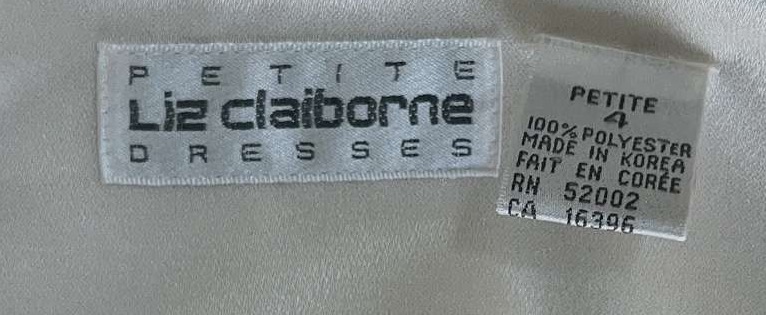 PETITE
Liz claiborne
DRESSES
PETITE
4
100% POLYESTER
MADE IN KOREA
FAIT EN CORÉE
RN 52002
CA 16396